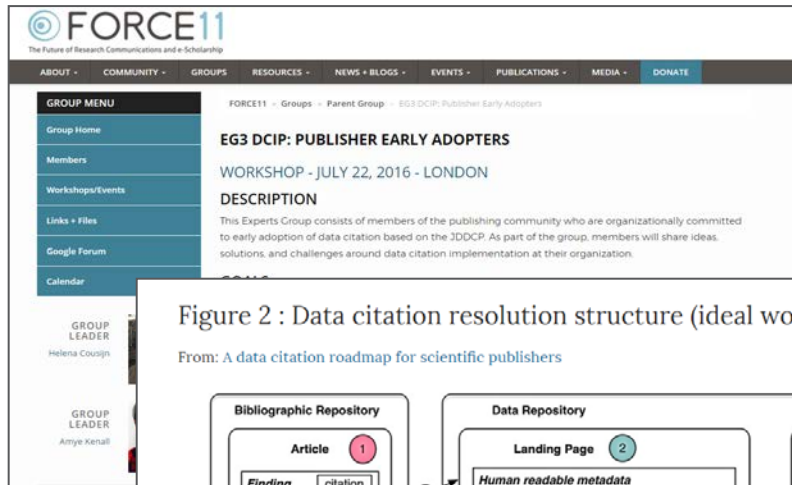 FORCE11
The Future of Research Communications and e-Scholarship
ABOUT - COMMUNITY - GROUPS RESOURCES - NEWS + BLOGS - EVENTS - PUBLICATIONS - MEDIA - DONATE
GROUP MENU
Group Home
Members
Workshops/Events
Links + Files
Google Forum
Calendar
GROUP
LEADER
Helena Cousijn
GROUP
LEADER
Amye Kenall
FORCE11 » Groups » Parent Group » EG3 DCIP: Publisher Early Adopters
EG3 DCIP: PUBLISHER EARLY ADOPTERS
WORKSHOP - JULY 22, 2016 - LONDON
DESCRIPTION
This Experts Group consists of members of the publishing community who are organizationally committed
to early adoption of data citation based on the JDDCP. As part of the group, members will share ideas,
solutions, and challenges around data citation implementation at their organization.
Figure 2 : Data citation resolution structure (ideal wo
From: A data citation roadmap for scientific publishers
Bibliographic Repository
Article 1
Finding citation
Data Repository
Landing Page 2
Human readable metadata